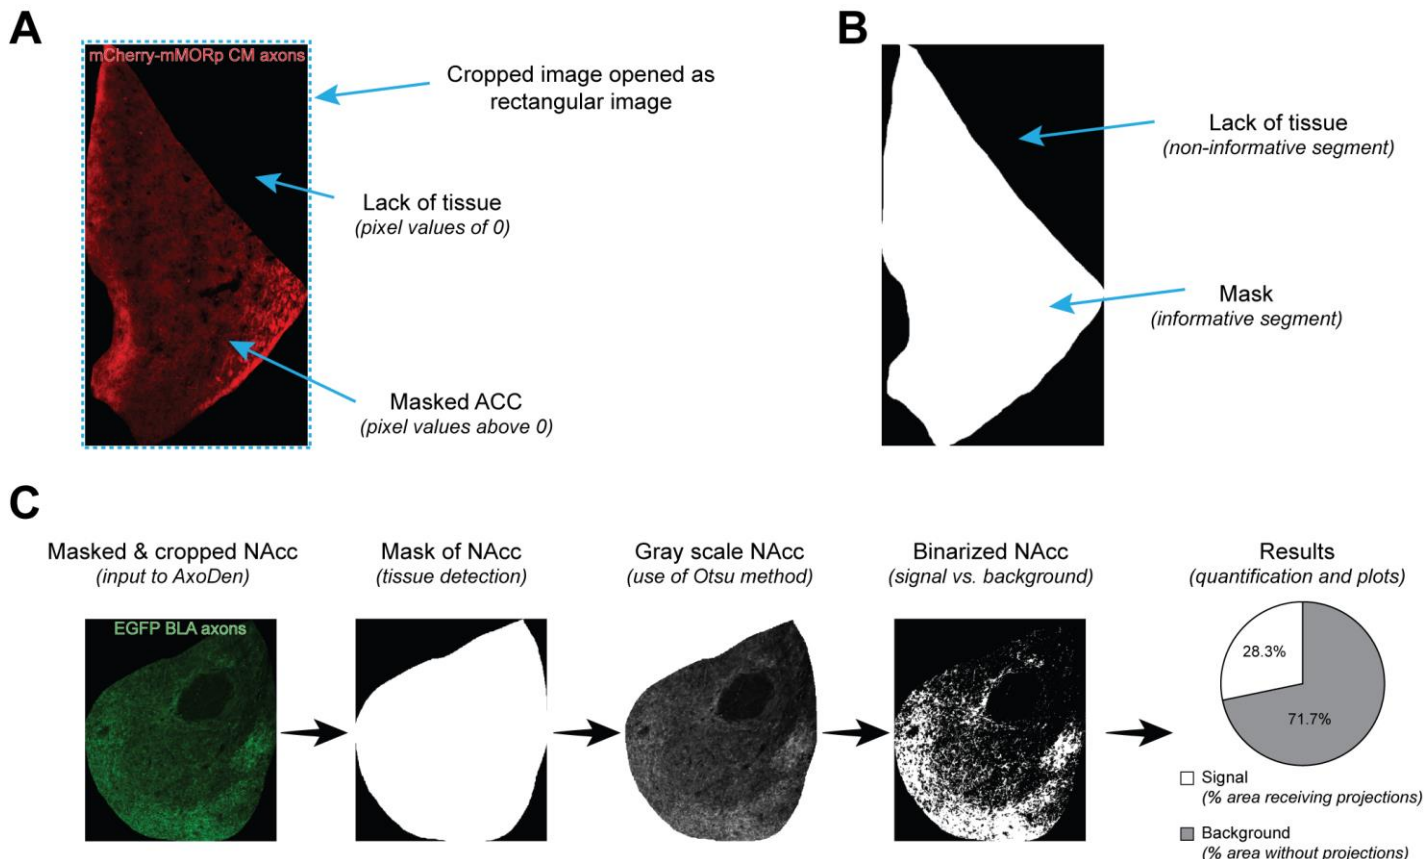 A
mCherry-mMORp CM axons
Cropped image opened as
rectangular image
Lack of tissue
(pixel values of 0)
Masked ACC
(pixel values above 0)
B
Lack of tissue
(non-informative segment)
Mask
(informative segment)
C
Masked & cropped NAcc
(input to AxoDen)
EGFP BLA axons
Mask of NAcc
(tissue detection)
Gray scale NAcc
(use of Otsu method)
Binarized NAcc
(signal vs. background)
Results
(quantification and plots)
28.3%
71.7%
Signal
(% area receiving projections)
Background
(% area without projections)